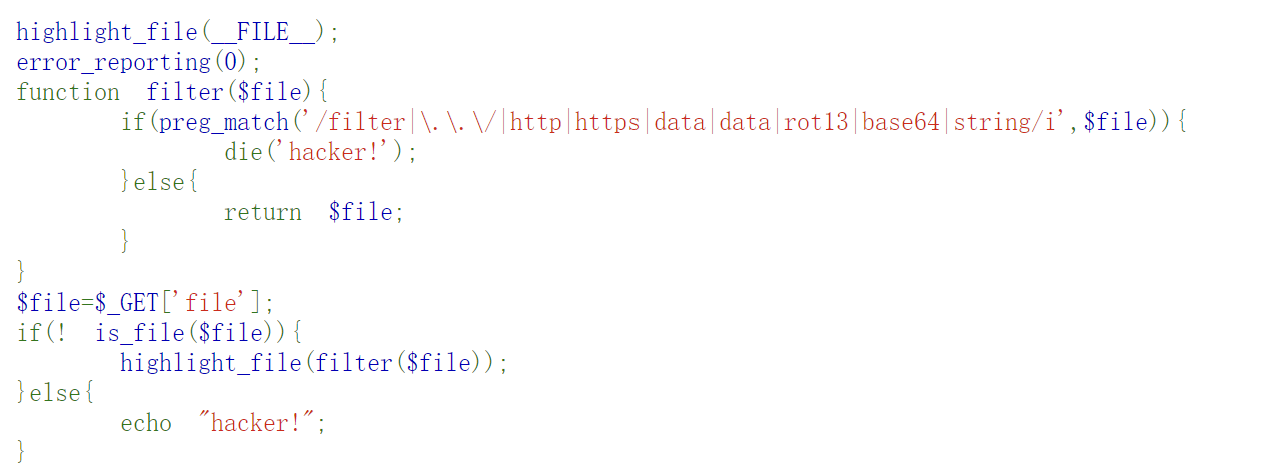 highlight_file(__FILE__);
error_reporting(0);
function filter($file){
if(preg_match('/filter|\.\.\/|http|https|data|data|rot13|base64|string/i',$file)){
die('hacker!');
}else{
return $file;
}
}
$file=$_GET['file'];
if(! is_file($file)){
highlight_file(filter($file));
}else{
echo "hacker!";
}